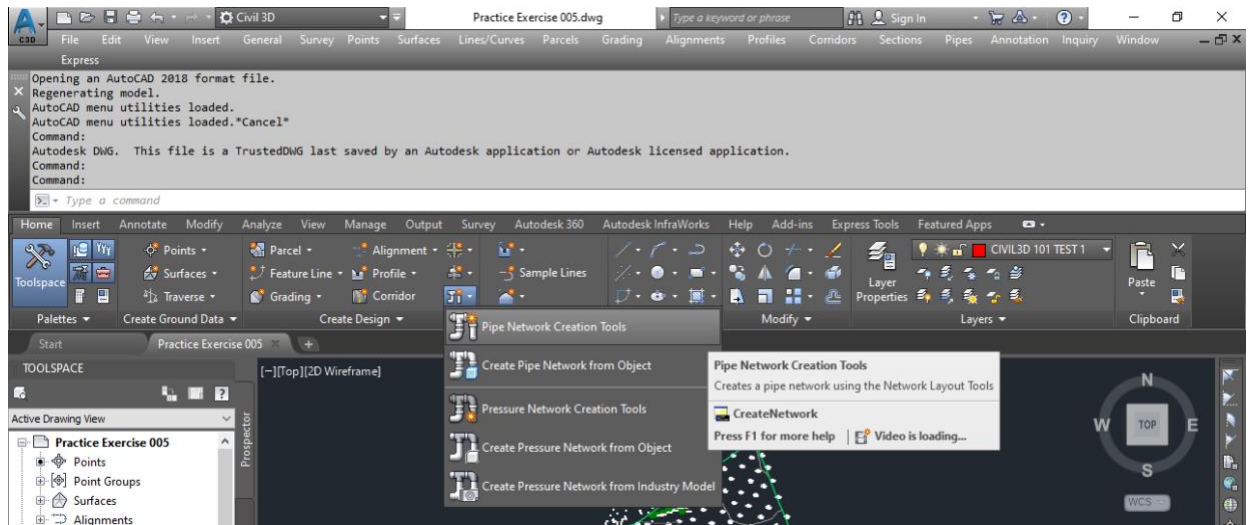 Civil 3D
Practice Exercise 005.dwg
Type a keyword or phrase
Sign In
?
C3D
File Edit View Insert General Survey Points Surfaces Lines/Curves Parcels Grading Alignments Profiles Corridors Sections Pipes Annotation Inquiry Window
Express
Opening an AutoCAD 2018 format file.
Regenerating model.
AutoCAD menu utilities loaded.
AutoCAD menu utilities loaded.*Cancel*
Command:
Autodesk DWG.  This file is a TrustedDWG last saved by an Autodesk application or Autodesk licensed application.
Command:
Command:
Type a command
Home Insert Annotate Modify Analyze View Manage Output Survey Autodesk 360 Autodesk InfraWorks Help Add-ins Express Tools Featured Apps
Toolspace
Points
Surfaces
Traverse
Parcel
Feature Line
Grading
Alignment
Profile
Corridor
Sample Lines
Layer
Properties
CIVIL3D 101 TEST 1
Paste
Palettes
Create Ground Data
Create Design
Modify
Layers
Clipboard
Start
Practice Exercise 005
+
Pipe Network Creation Tools
Create Pipe Network from Object
Pressure Network Creation Tools
Create Pressure Network from Object
Create Pressure Network from Industry Model
Pipe Network Creation Tools
Creates a pipe network using the Network Layout Tools
CreateNetwork
Press F1 for more help | Video is loading...
TOOLSPACE
?
Active Drawing View
Practice Exercise 005
Points
Point Groups
Surfaces
Alignments
Prospector
[−][Top][2D Wireframe]
N
W TOP E
S
WCS